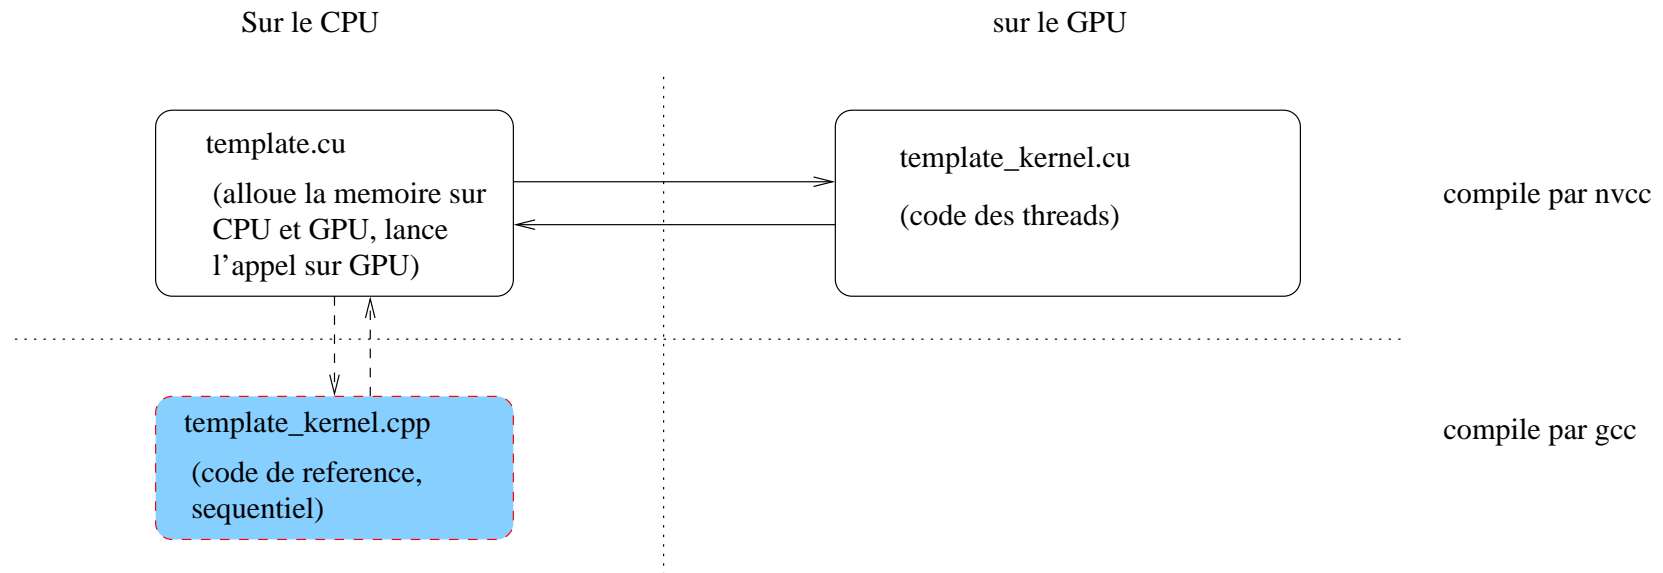 Sur le CPU
sur le GPU
template.cu
(alloue la memoire sur
CPU et GPU, lance
l'appel sur GPU)
template_kernel.cu
(code des threads)
compile par nvcc
template_kernel.cpp
(code de reference,
sequentiel)
compile par gcc